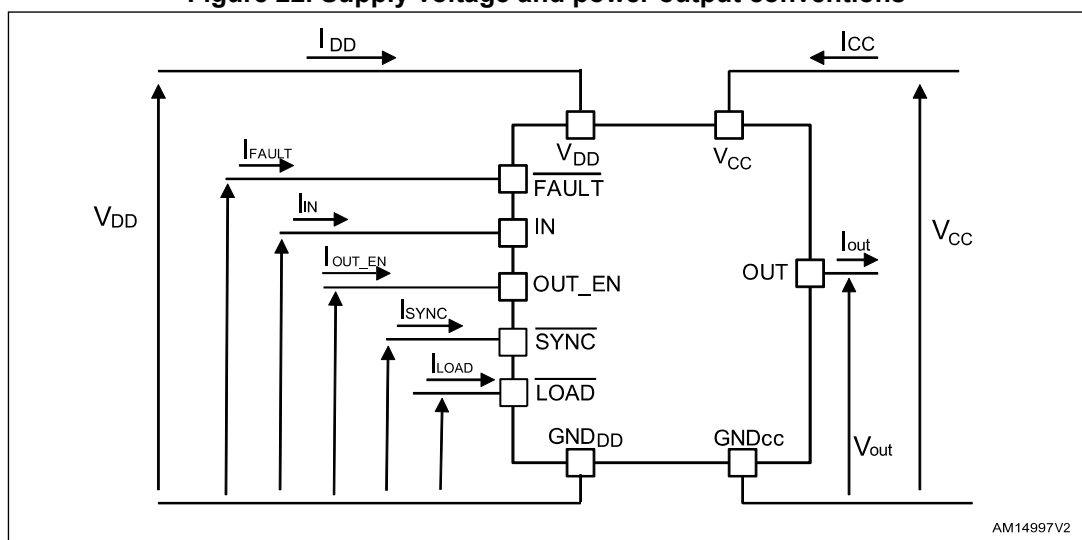 Figure 22. Supply voltage and power output conventions
IDD
ICC
VDD
VCC
IFAULT
FAULT
VDD
IIN
IN
VCC
IOUT_EN
OUT_EN
Iout
OUT
ISYNC
SYNC
ILOAD
LOAD
GNDDD
GNDcc
Vout
AM14997V2